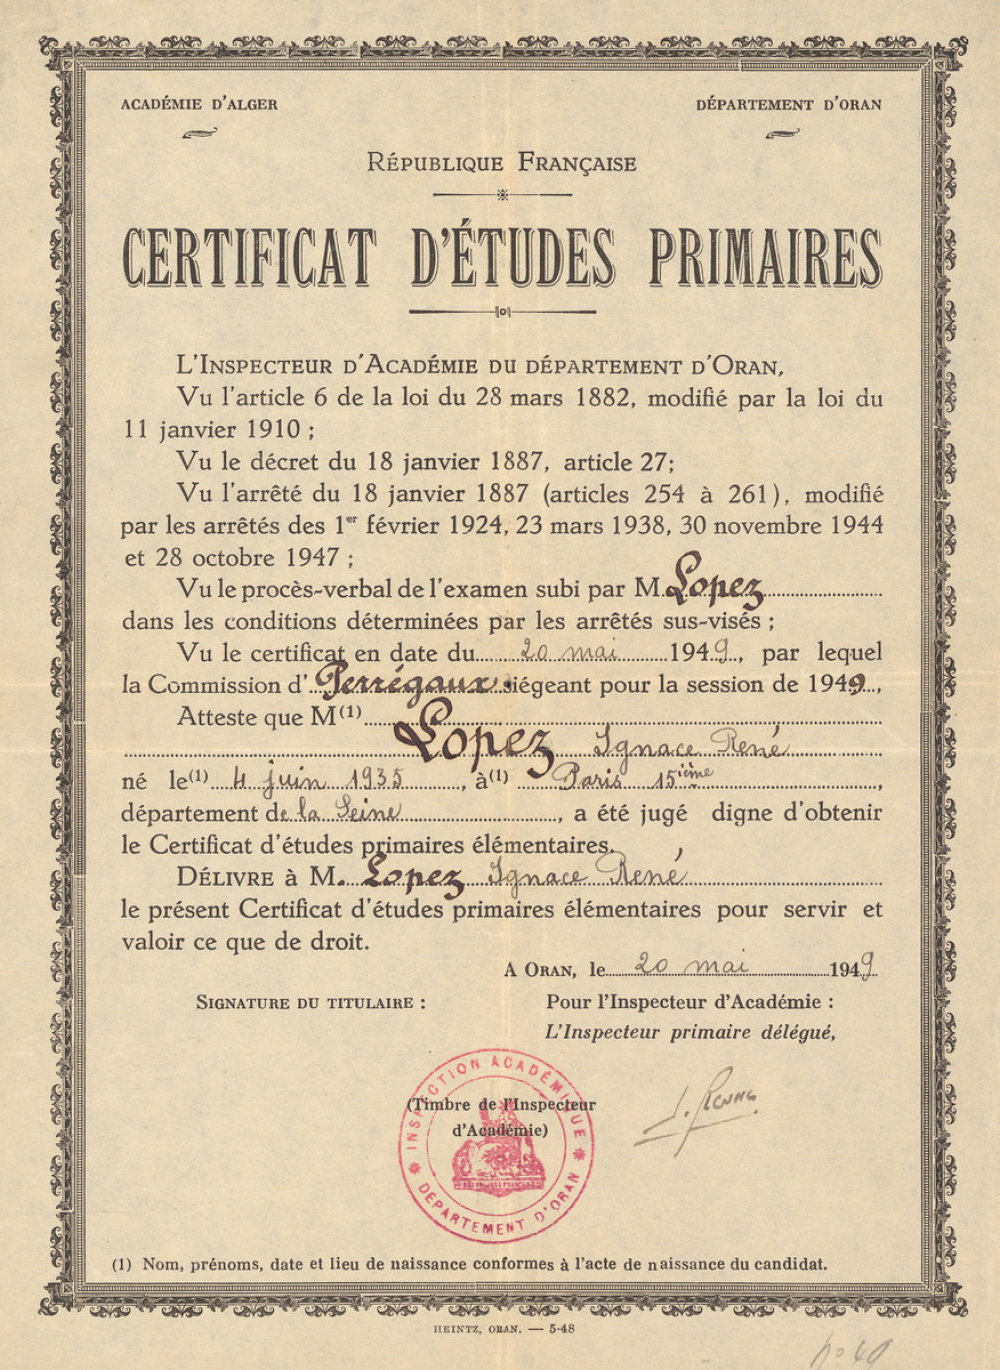 ACADÉMIE D'ALGER
DÉPARTEMENT D'ORAN
RÉPUBLIQUE FRANÇAISE
CERTIFICAT D'ÉTUDES PRIMAIRES
L'INSPECTEUR D'ACADÉMIE DU DÉPARTEMENT D'ORAN,
Vu l'article 6 de la loi du 28 mars 1882, modifié par la loi du
11 janvier 1910 ;
Vu le décret du 18 janvier 1887, article 27;
Vu l'arrêté du 18 janvier 1887 (articles 254 à 261), modifié
par les arrêtés des 1er février 1924, 23 mars 1938, 30 novembre 1944
et 28 octobre 1947 ;
Vu le procès-verbal de l'examen subi par M. Lopez
dans les conditions déterminées par les arrêtés sus-visés ;
Vu le certificat en date du 20 mai 1949, par lequel
la Commission d' Perrégaux siégeant pour la session de 1949,
Atteste que M(1)
Lopez Ignace René
né le(1) 4 juin 1935, à(1) Paris 15ième,
département de la Seine, a été jugé digne d'obtenir
le Certificat d'études primaires élémentaires.
DÉLIVRE à M. Lopez Ignace René
le présent Certificat d'études primaires élémentaires pour servir et
valoir ce que de droit.
A ORAN, le 20 mai 1949
SIGNATURE DU TITULAIRE :
Pour l'Inspecteur d'Académie :
L'Inspecteur primaire délégué,
INSPECTION ACADÉMIQUE
(Timbre de l'Inspecteur
d'Académie)
DÉPARTEMENT D'ORAN
(1) Nom, prénoms, date et lieu de naissance conformes à l'acte de naissance du candidat.
HEINTZ, ORAN. — 5-48